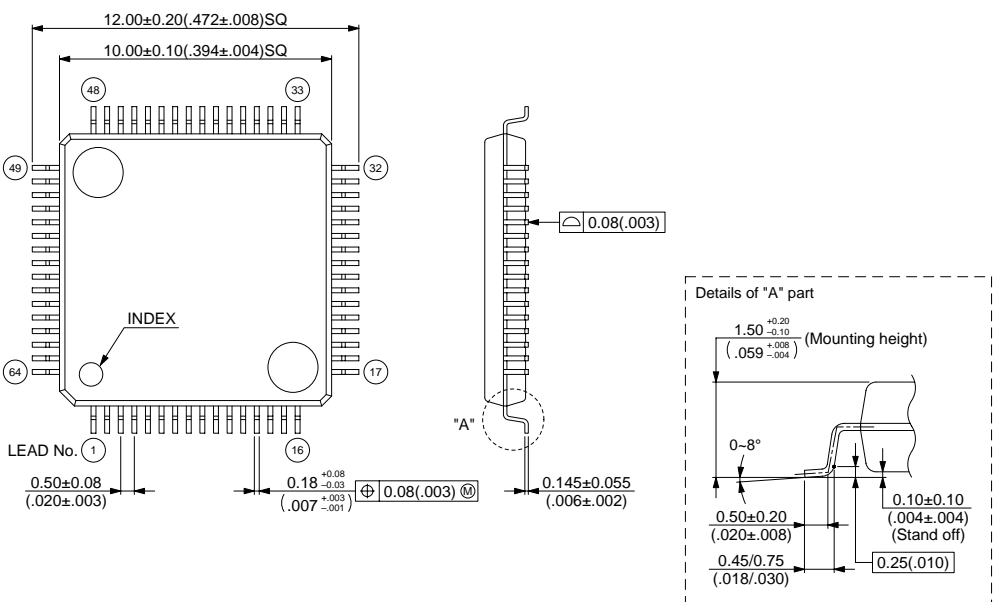 12.00±0.20(.472±.008)SQ
10.00±0.10(.394±.004)SQ
48
33
49
32
0.08(.003)
INDEX
64
17
"A"
LEAD No.
1
16
0.50±0.08
(.020±.003)
0.18 +0.08 –0.03
(.007 +.003 –.001)
0.08(.003) Ⓜ
0.145±0.055
(.006±.002)
Details of "A" part
1.50 +0.20 –0.10
(.059 +.008 –.004)
(Mounting height)
0~8°
0.50±0.20
(.020±.008)
0.10±0.10
(.004±.004)
(Stand off)
0.45/0.75
(.018/.030)
0.25(.010)